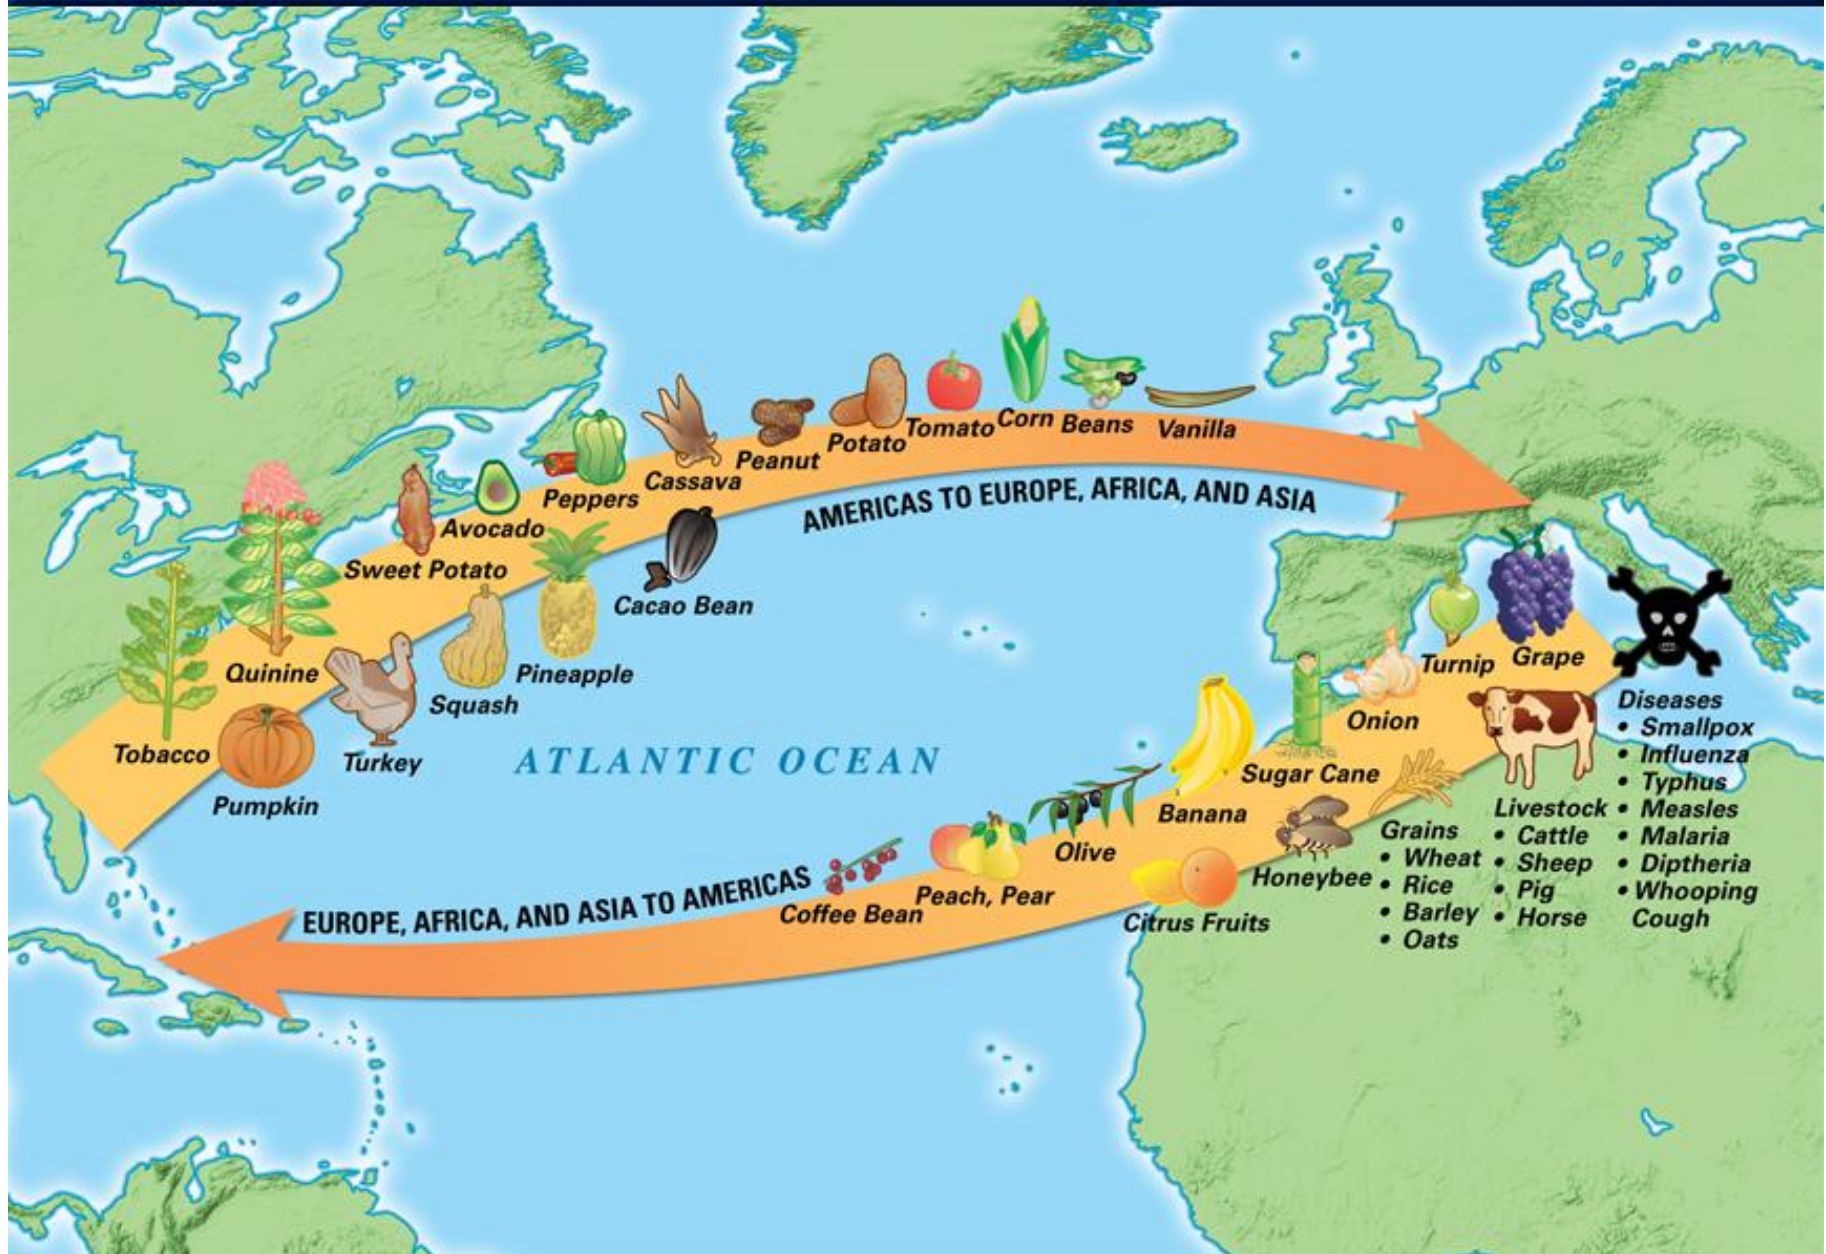 Corn
Beans
Vanilla
Tomato
Potato
Peanut
Cassava
Peppers
Avocado
Sweet Potato
AMERICAS TO EUROPE, AFRICA, AND ASIA
Cacao Bean
Quinine
Pineapple
Squash
Tobacco
Turkey
Pumpkin
ATLANTIC OCEAN
Turnip
Grape
Onion
Sugar Cane
Banana
Olive
Peach, Pear
Coffee Bean
EUROPE, AFRICA, AND ASIA TO AMERICAS
Citrus Fruits
Honeybee
Grains
• Wheat
• Rice
• Barley
• Oats
Livestock
• Cattle
• Sheep
• Pig
• Horse
Diseases
• Smallpox
• Influenza
• Typhus
• Measles
• Malaria
• Diptheria
• Whooping
Cough